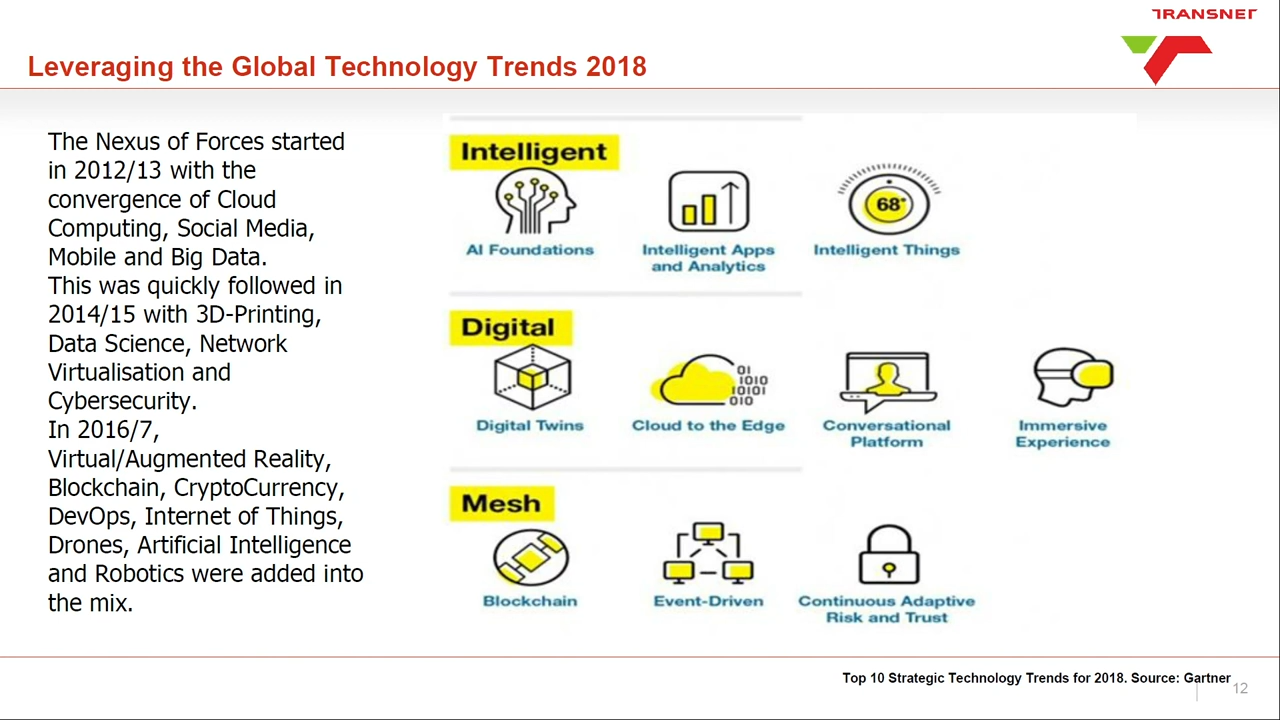 TRANSNET
Leveraging the Global Technology Trends 2018
The Nexus of Forces started
in 2012/13 with the
convergence of Cloud
Computing, Social Media,
Mobile and Big Data.
This was quickly followed in
2014/15 with 3D-Printing,
Data Science, Network
Virtualisation and
Cybersecurity.
In 2016/7,
Virtual/Augmented Reality,
Blockchain, CryptoCurrency,
DevOps, Internet of Things,
Drones, Artificial Intelligence
and Robotics were added into
the mix.
Intelligent
68°
AI Foundations
Intelligent Apps
and Analytics
Intelligent Things
Digital
01
1010
10101
010
Digital Twins
Cloud to the Edge
Conversational
Platform
Immersive
Experience
Mesh
Blockchain
Event-Driven
Continuous Adaptive
Risk and Trust
Top 10 Strategic Technology Trends for 2018. Source: Gartner
12